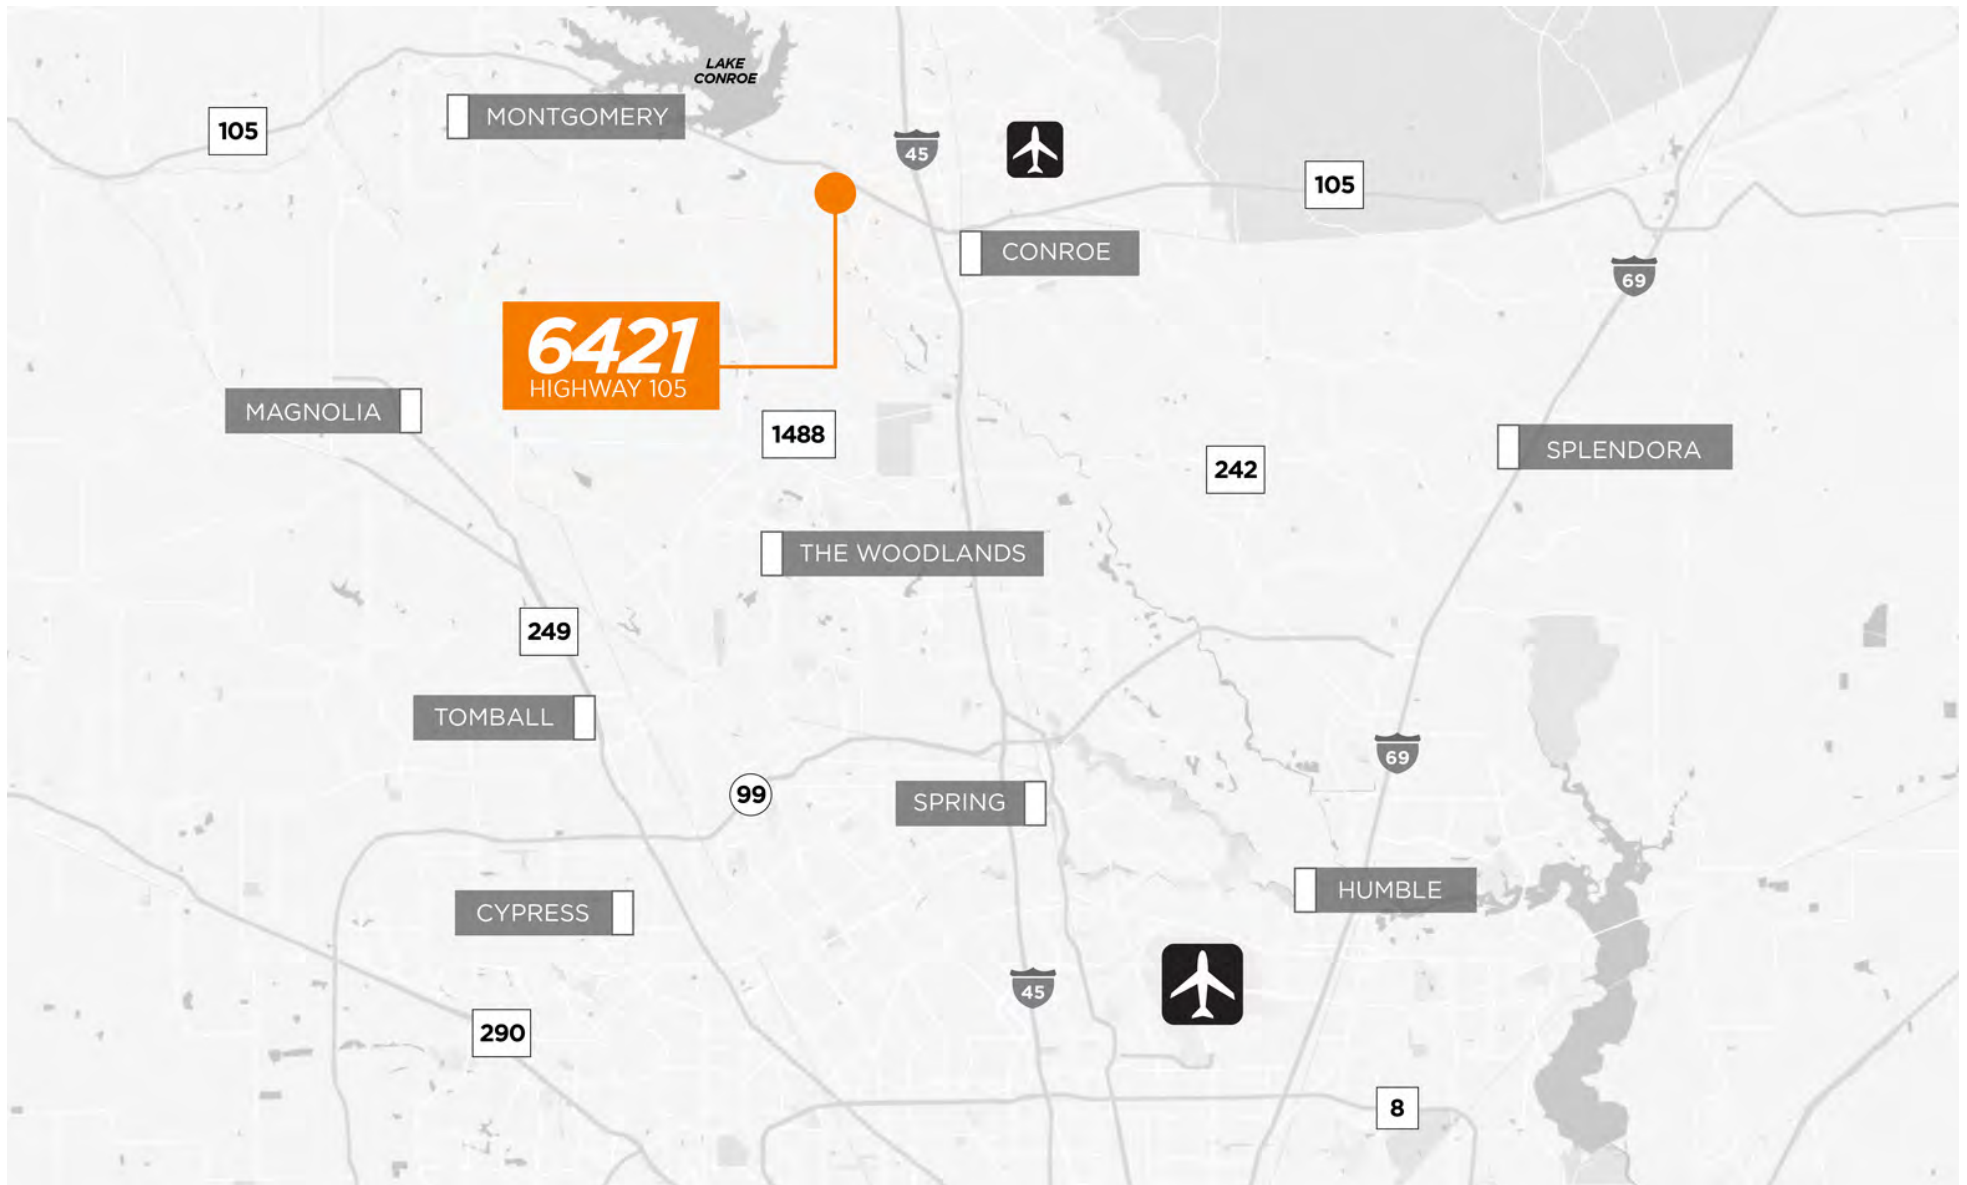 LAKE
CONROE
MONTGOMERY
105
45
105
CONROE
69
6421
HIGHWAY 105
MAGNOLIA
1488
242
SPLENDORA
THE WOODLANDS
249
TOMBALL
69
99
SPRING
HUMBLE
CYPRESS
45
290
8